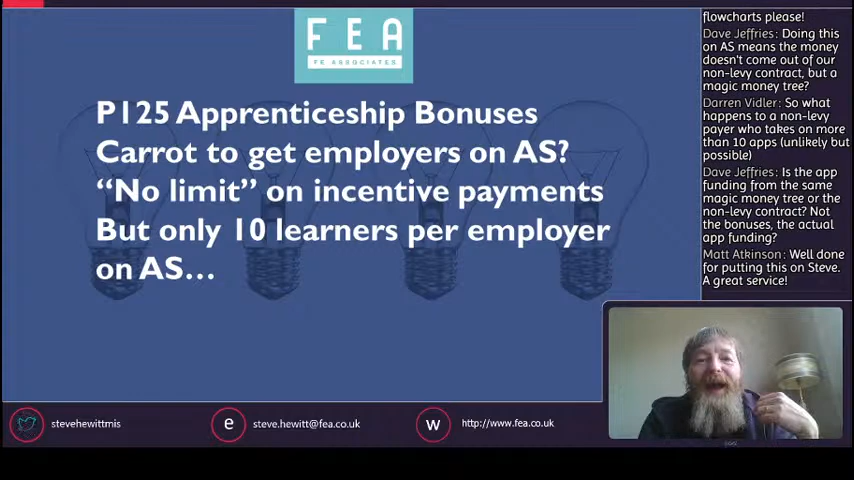 FEA
FE ASSOCIATES
P125 Apprenticeship Bonuses
Carrot to get employers on AS?
“No limit” on incentive payments
But only 10 learners per employer
on AS…
flowcharts please!
Dave Jeffries: Doing this
on AS means the money
doesn't come out of our
non-levy contract, but a
magic money tree?
Darren Vidler: So what
happens to a non-levy
payer who takes on more
than 10 apps (unlikely but
possible)
Dave Jeffries: Is the app
funding from the same
magic money tree or the
non-levy contract? Not
the bonuses, the actual
app funding?
Matt Atkinson: Well done
for putting this on Steve.
A great service!
stevehewittmis
e
steve.hewitt@fea.co.uk
w
http://www.fea.co.uk